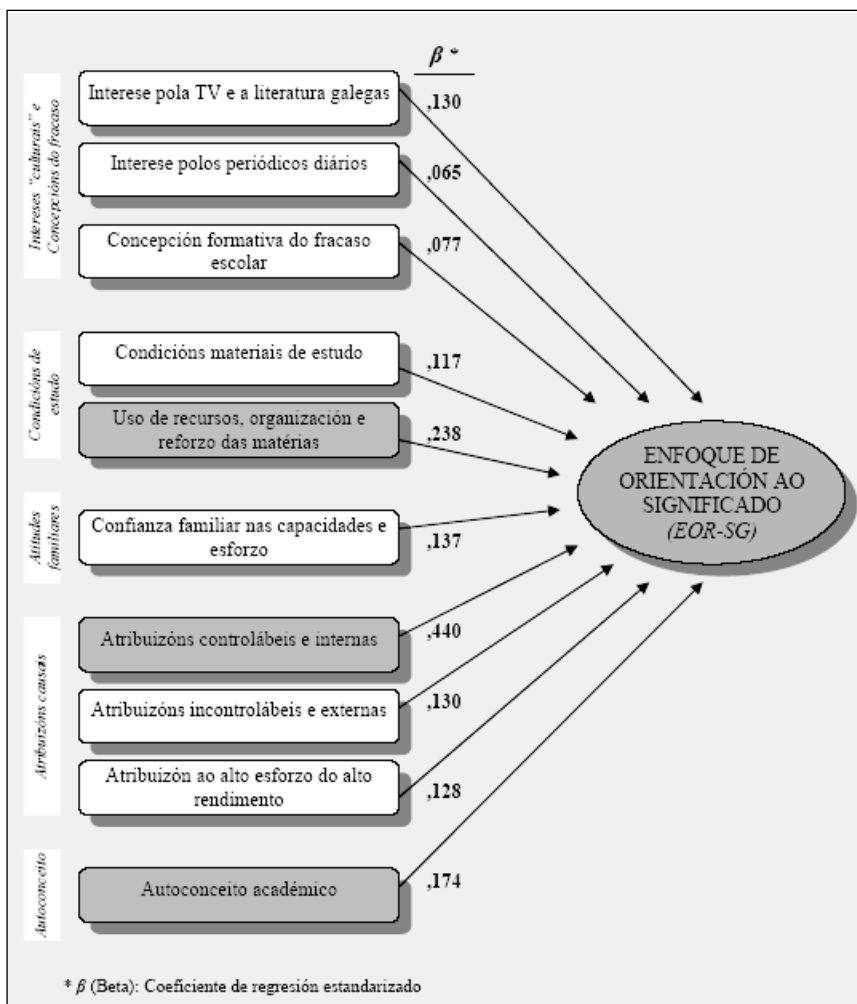 β *
Intereses "culturais" e
Concepcións do fracaso
Interese pola TV e a literatura galegas
,130
Interese polos periódicos diários
,065
Concepción formativa do fracaso
escolar
,077
Condicións de
estudo
Condicións materiais de estudo
,117
Uso de recursos, organización e
reforzo das matérias
,238
Atitudes
familiares
Confianza familiar nas capacidades e
esforzo
,137
Atribuizóns causais
Atribuizóns controlábeis e internas
,440
Atribuizóns incontrolábeis e externas
,130
Atribuizón ao alto esforzo do alto
rendimento
,128
Autoconceito
Autoconceito académico
,174
ENFOQUE DE
ORIENTACIÓN AO
SIGNIFICADO
(EOR-SG)
* β (Beta): Coeficiente de regresión estandarizado